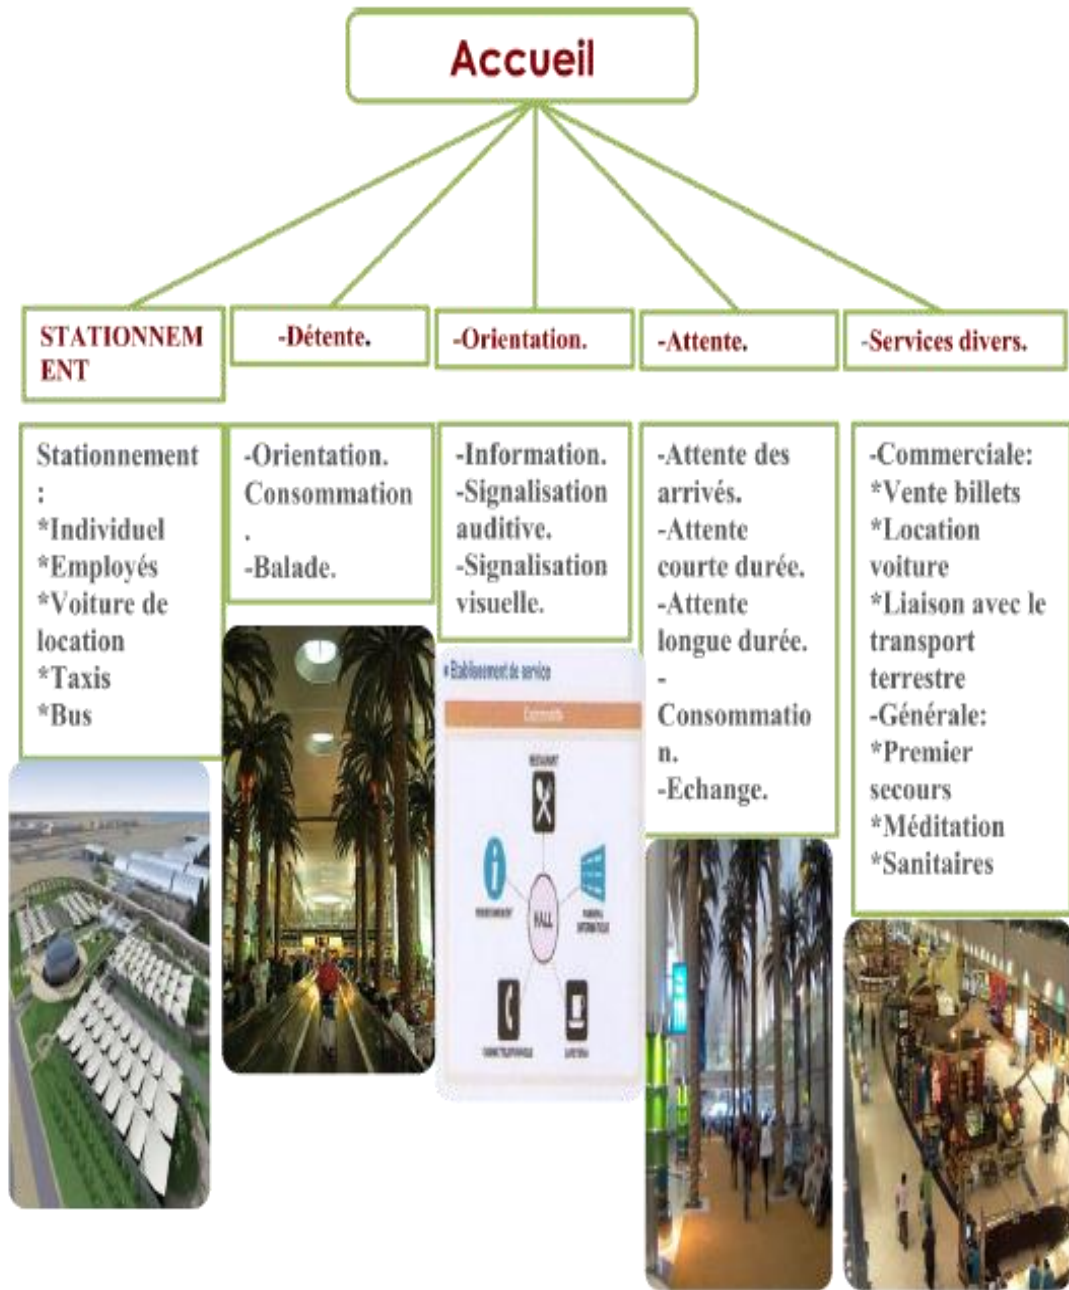 Accueil
STATIONNEM
ENT
-Détente.
-Orientation.
-Attente.
-Services divers.
Stationnement
:
*Individuel
*Employés
*Voiture de
location
*Taxis
*Bus
-Orientation.
Consommation
.
-Balade.
-Information.
-Signalisation
auditive.
-Signalisation
visuelle.
-Attente des
arrivés.
-Attente
courte durée.
-Attente
longue durée.
-
Consommatio
n.
-Echange.
-Commerciale:
*Vente billets
*Location
voiture
*Liaison avec le
transport
terrestre
-Générale:
*Premier
secours
*Méditation
*Sanitaires
Etablissement de service
RESTAURANT
HALL